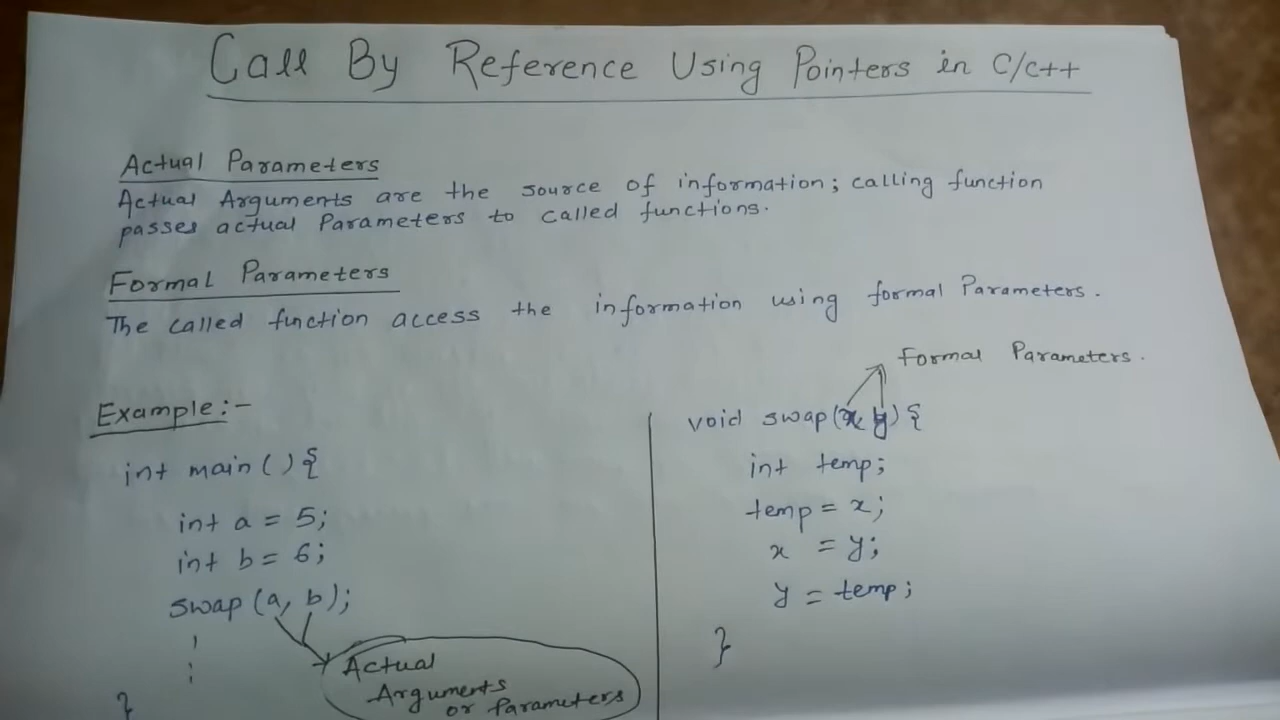 Call By Reference Using Pointers in C/C++
Actual Parameters
Actual Arguments are the source of information; calling function
passes actual Parameters to called functions.
Formal Parameters
The called function access the information using formal Parameters.
Formal Parameters.
Example:-
int main(){
int a = 5;
int b = 6;
swap (a, b);
}
Actual
Arguments
or Parameters
void swap(x y){
int temp;
temp = x;
x = y;
y = temp;
}